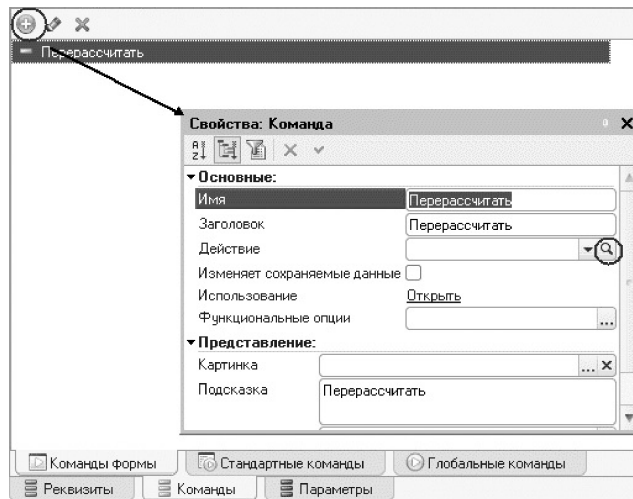 Перерассчитать
Свойства: Команда
Основные:
Имя Перерассчитать
Заголовок Перерассчитать
Действие
Изменяет сохраняемые данные
Использование Открыть
Функциональные опции ...
Представление:
Картинка ...
Подсказка Перерассчитать
Команды формы Стандартные команды Глобальные команды
Реквизиты Команды Параметры